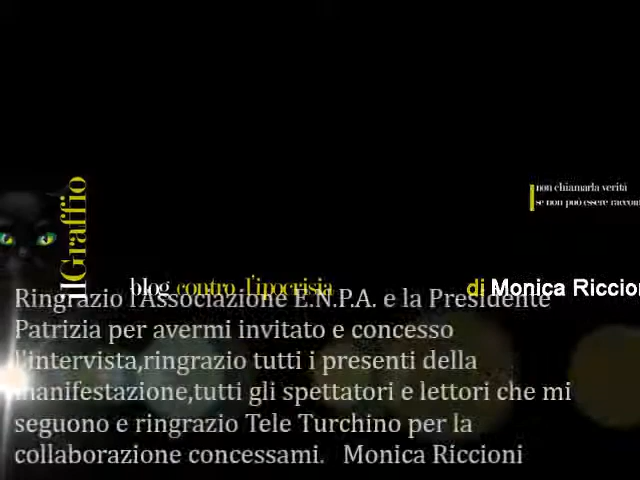 IlGraffio
non chiamarla verità
se non può essere raccon
blog contro l'ipocrisia
di Monica Riccion
Ringrazio l'Associazione E.N.P.A. e la Presidente
Patrizia per avermi invitato e concesso
l'intervista,ringrazio tutti i presenti della
manifestazione,tutti gli spettatori e lettori che mi
seguono e ringrazio Tele Turchino per la
collaborazione concessami. Monica Riccioni